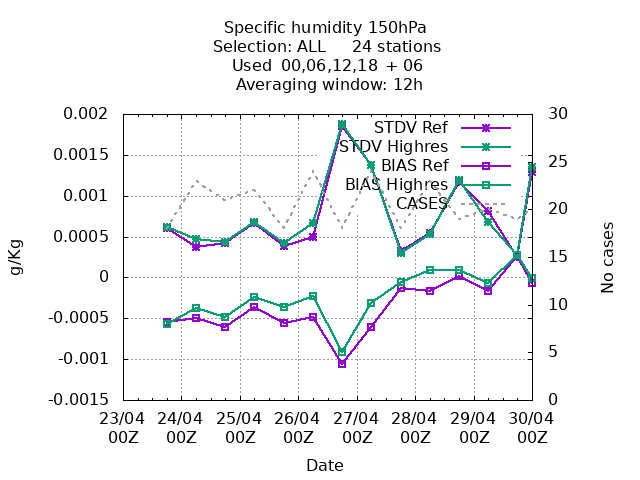 Specific humidity 150hPa
Selection: ALL 24 stations
Used 00,06,12,18 + 06
Averaging window: 12h
STDV Ref
STDV Highres
BIAS Ref
BIAS Highres
CASES
g/Kg
0.002
0.0015
0.001
0.0005
0
-0.0005
-0.001
-0.0015
30
25
20
15
10
5
0
No cases
23/04 24/04 25/04 26/04 27/04 28/04 29/04 30/04
00Z 00Z 00Z 00Z 00Z 00Z 00Z 00Z
Date